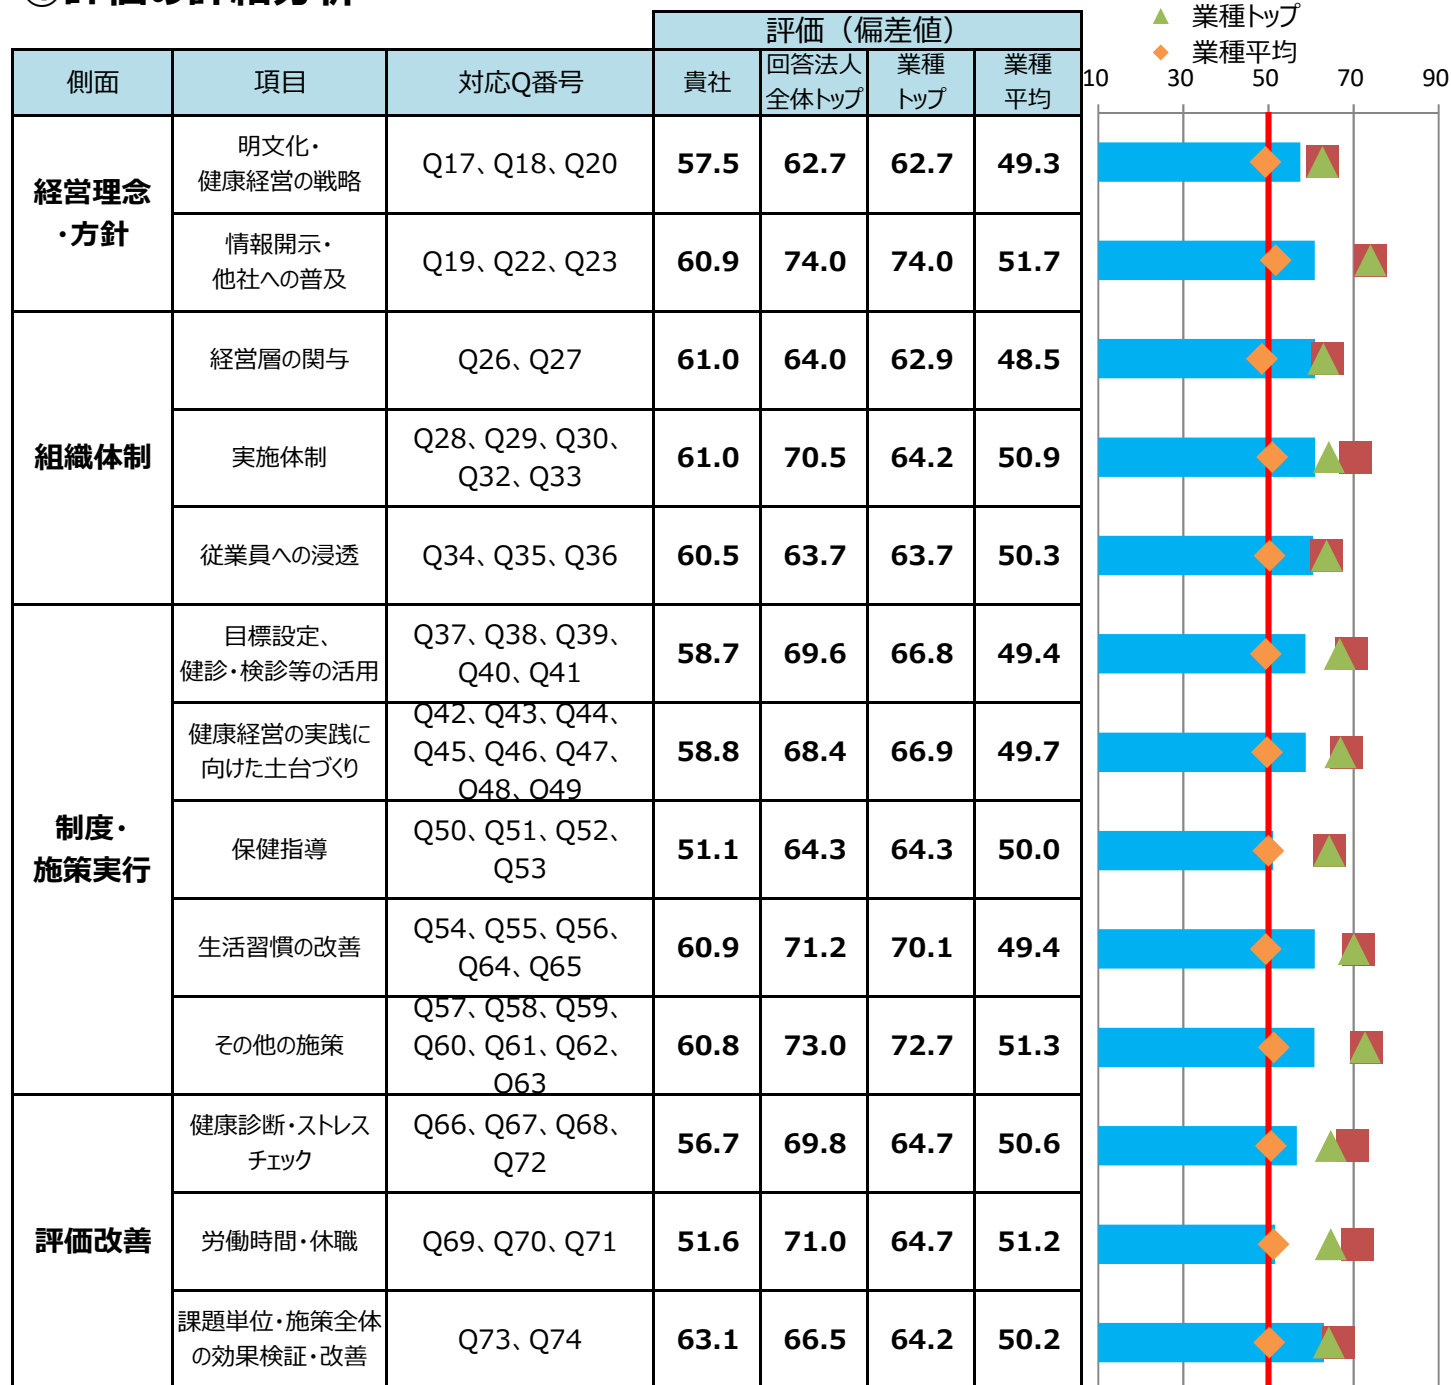 ①評価の詳細分析
▲ 業種トップ
◆ 業種平均
評価（偏差値）
側面 項目 対応Q番号 貴社 回答法人 業種 業種
全体トップ トップ 平均
10 30 50 70 90
経営理念
・方針
明文化・
健康経営の戦略
Q17、Q18、Q20 57.5 62.7 62.7 49.3
情報開示・
他社への普及
Q19、Q22、Q23 60.9 74.0 74.0 51.7
組織体制
経営層の関与 Q26、Q27 61.0 64.0 62.9 48.5
実施体制
Q28、Q29、Q30、
Q32、Q33
61.0 70.5 64.2 50.9
従業員への浸透 Q34、Q35、Q36 60.5 63.7 63.7 50.3
制度・
施策実行
目標設定、
健診・検診等の活用
Q37、Q38、Q39、
Q40、Q41
58.7 69.6 66.8 49.4
健康経営の実践に
向けた土台づくり
Q42、Q43、Q44、
Q45、Q46、Q47、
Q48、Q49
58.8 68.4 66.9 49.7
保健指導
Q50、Q51、Q52、
Q53
51.1 64.3 64.3 50.0
生活習慣の改善
Q54、Q55、Q56、
Q64、Q65
60.9 71.2 70.1 49.4
その他の施策
Q57、Q58、Q59、
Q60、Q61、Q62、
Q63
60.8 73.0 72.7 51.3
評価改善
健康診断・ストレス
チェック
Q66、Q67、Q68、
Q72
56.7 69.8 64.7 50.6
労働時間・休職 Q69、Q70、Q71 51.6 71.0 64.7 51.2
課題単位・施策全体
の効果検証・改善
Q73、Q74 63.1 66.5 64.2 50.2